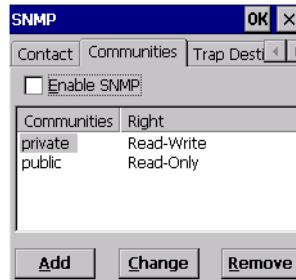 SNMP OK ×
Contact Communities Trap Desti
Enable SNMP
Communities Right
private Read-Write
public Read-Only
Add Change Remove